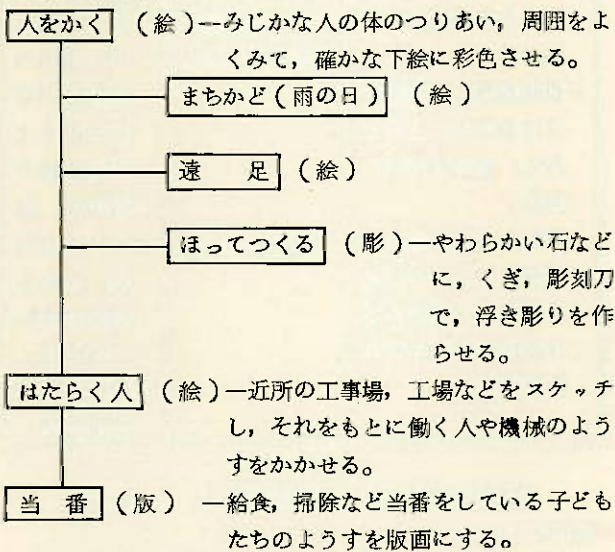 人をかく （絵）―みじかな人の体のつりあい，周囲をよ
くみて，確かな下絵に彩色させる。
まちかど（雨の日） （絵）
遠　足 （絵）
ほってつくる （彫）―やわらかい石など
に，くぎ，彫刻刀
で，浮き彫りを作
らせる。
はたらく人 （絵）―近所の工事場，工場などをスケッチ
し，それをもとに働く人や機械のよう
すをかかせる。
当　番 （版） ―給食，掃除など当番をしている子ども
たちのようすを版画にする。